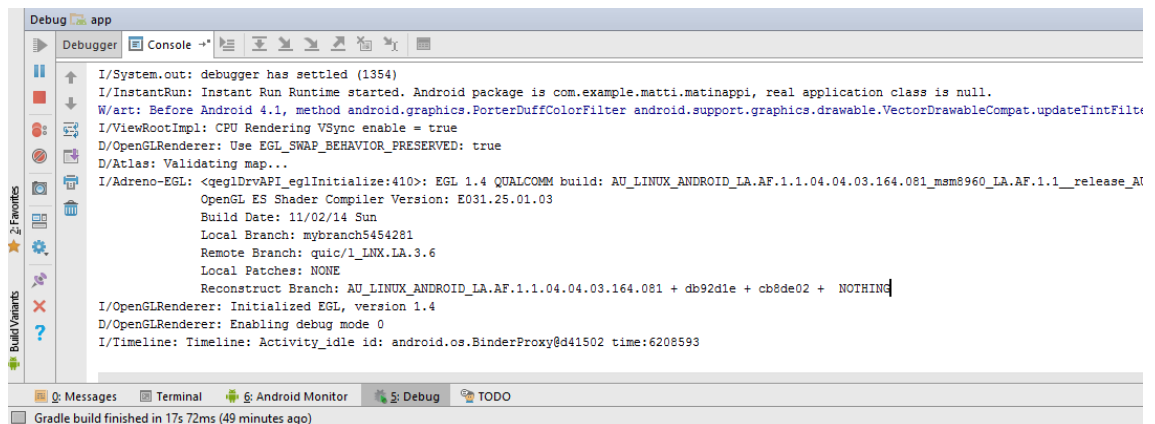 Debug app
Debugger Console
I/System.out: debugger has settled (1354)
I/InstantRun: Instant Run Runtime started. Android package is com.example.matti.matinappi, real application class is null.
W/art: Before Android 4.1, method android.graphics.PorterDuffColorFilter android.support.graphics.drawable.VectorDrawableCompat.updateTintFilte
I/ViewRootImpl: CPU Rendering VSync enable = true
D/OpenGLRenderer: Use EGL_SWAP_BEHAVIOR_PRESERVED: true
D/Atlas: Validating map...
I/Adreno-EGL: <qeglDrvAPI_eglInitialize:410>: EGL 1.4 QUALCOMM build: AU_LINUX_ANDROID_LA.AF.1.1.04.04.03.164.081_msm8960_LA.AF.1.1__release_AU
OpenGL ES Shader Compiler Version: E031.25.01.03
Build Date: 11/02/14 Sun
Local Branch: mybranch5454281
Remote Branch: quic/l_LNX.LA.3.6
Local Patches: NONE
Reconstruct Branch: AU_LINUX_ANDROID_LA.AF.1.1.04.04.03.164.081 + db92d1e + cb8de02 +  NOTHING
I/OpenGLRenderer: Initialized EGL, version 1.4
D/OpenGLRenderer: Enabling debug mode 0
I/Timeline: Timeline: Activity_idle id: android.os.BinderProxy@d41502 time:6208593
2: Favorites
Build Variants
0: Messages Terminal 6: Android Monitor 5: Debug TODO
Gradle build finished in 17s 72ms (49 minutes ago)